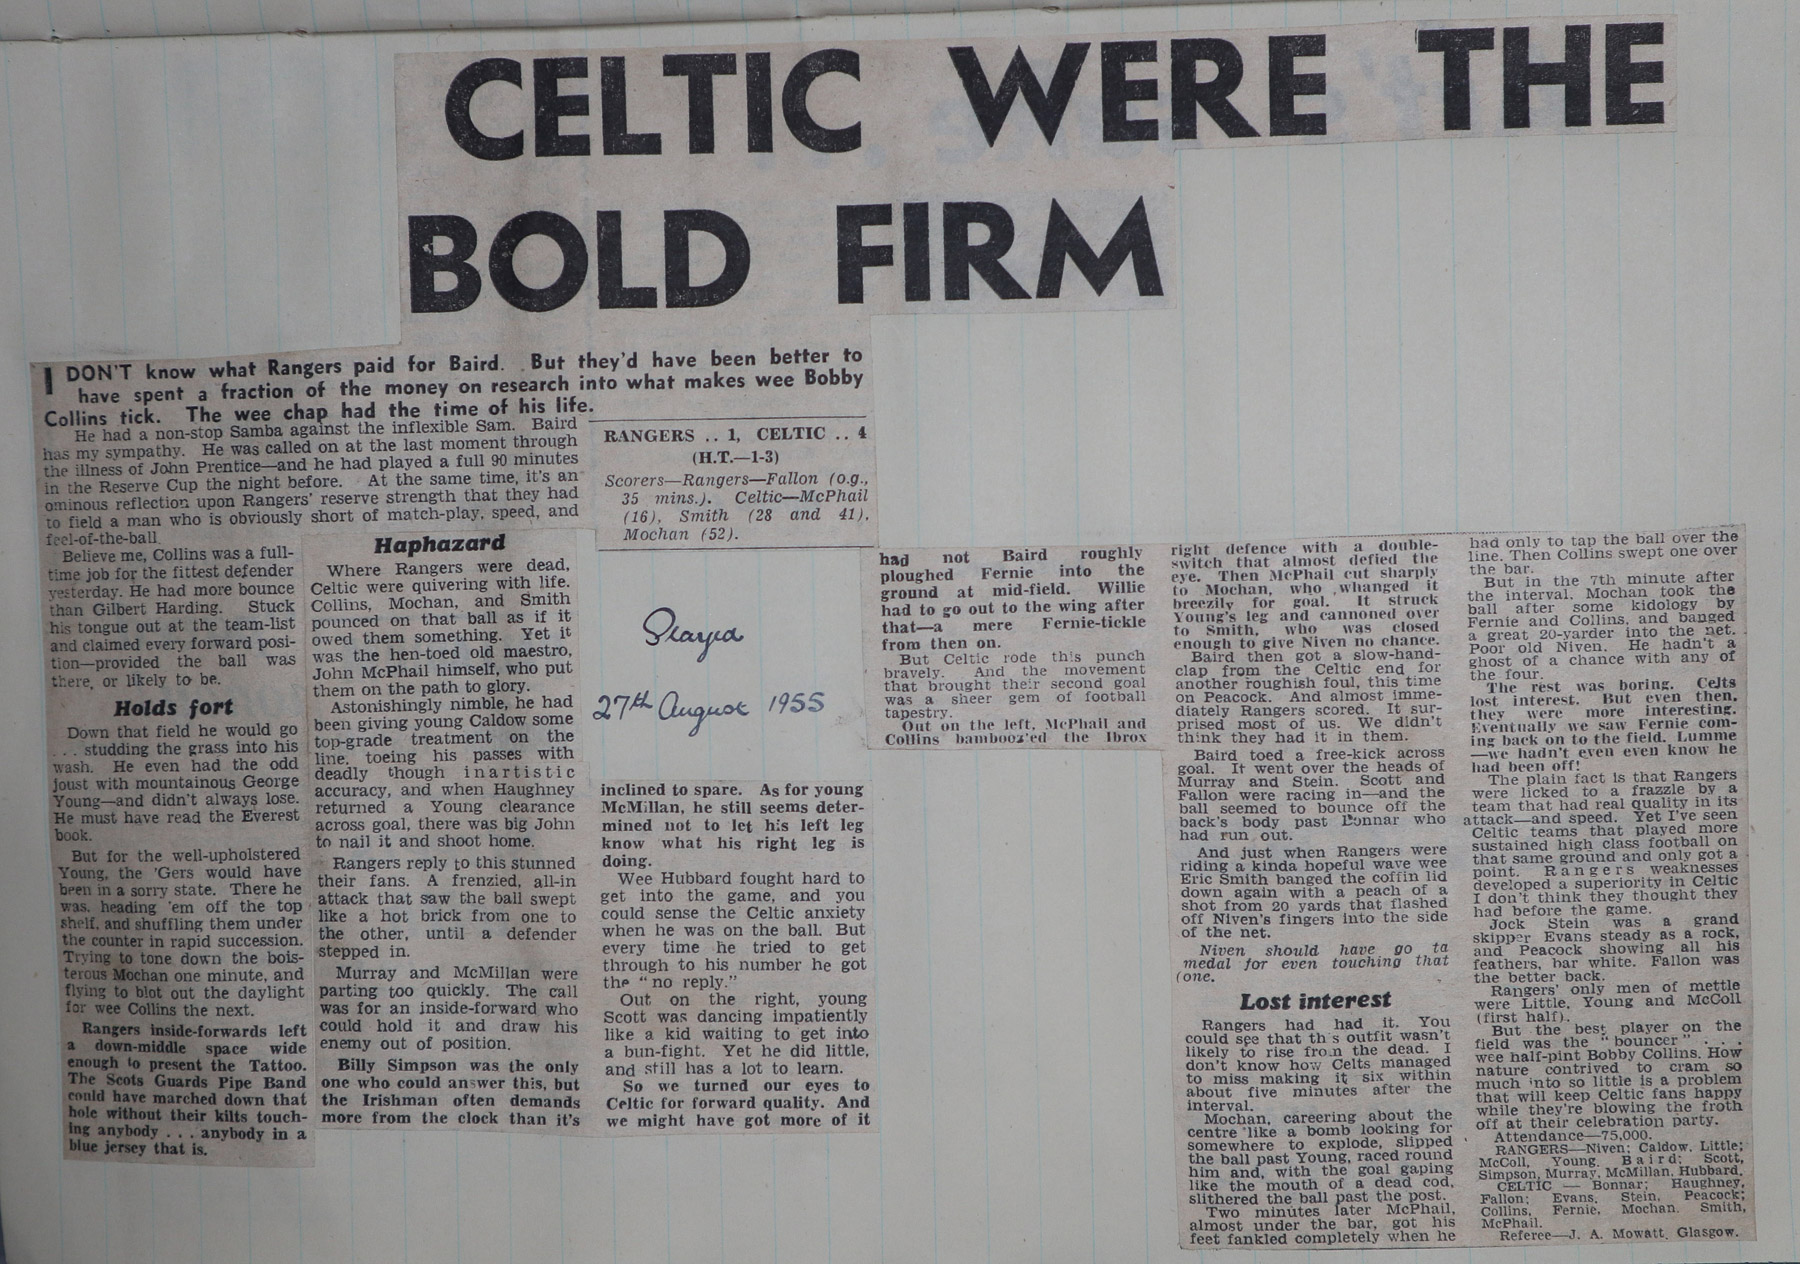 CELTIC WERE THE
BOLD FIRM
I DON'T know what Rangers paid for Baird. But they'd have been better to
have spent a fraction of the money on research into what makes wee Bobby
Collins tick. The wee chap had the time of his life.
He had a non-stop Samba against the inflexible Sam. Baird
has my sympathy. He was called on at the last moment through
the illness of John Prentice—and he had played a full 90 minutes
in the Reserve Cup the night before. At the same time, it's an
ominous reflection upon Rangers' reserve strength that they had
to field a man who is obviously short of match-play, speed, and
feel-of-the-ball.
Believe me, Collins was a full-
time job for the fittest defender
yesterday. He had more bounce
than Gilbert Harding. Stuck
his tongue out at the team-list
and claimed every forward posi-
tion—provided the ball was
there, or likely to be.
Holds fort
Down that field he would go
. . . studding the grass into his
wash. He even had the odd
joust with mountainous George
Young—and didn't always lose.
He must have read the Everest
book.
But for the well-upholstered
Young, the 'Gers would have
been in a sorry state. There he
was, heading 'em off the top
shelf, and shuffling them under
the counter in rapid succession.
Trying to tone down the bois-
terous Mochan one minute, and
flying to blot out the daylight
for wee Collins the next.
Rangers inside-forwards left
a down-middle space wide
enough to present the Tattoo.
The Scots Guards Pipe Band
could have marched down that
hole without their kilts touch-
ing anybody . . . anybody in a
blue jersey that is.
Haphazard
Where Rangers were dead,
Celtic were quivering with life.
Collins, Mochan, and Smith
pounced on that ball as if it
owed them something. Yet it
was the hen-toed old maestro,
John McPhail himself, who put
them on the path to glory.
Astonishingly nimble, he had
been giving young Caldow some
top-grade treatment on the
line, toeing his passes with
deadly though inartistic
accuracy, and when Haughney
returned a Young clearance
across goal, there was big John
to nail it and shoot home.
Rangers reply to this stunned
their fans. A frenzied, all-in
attack that saw the ball swept
like a hot brick from one to
the other, until a defender
stepped in.
Murray and McMillan were
parting too quickly. The call
was for an inside-forward who
could hold it and draw his
enemy out of position.
Billy Simpson was the only
one who could answer this, but
the Irishman often demands
more from the clock than it's
RANGERS .. 1, CELTIC .. 4
(H.T.—1-3)
Scorers—Rangers—Fallon (o.g.,
35 mins.). Celtic—McPhail
(16), Smith (28 and 41),
Mochan (52).
Played
27th August 1955
inclined to spare. As for young
McMillan, he still seems deter-
mined not to let his left leg
know what his right leg is
doing.
Wee Hubbard fought hard to
get into the game, and you
could sense the Celtic anxiety
when he was on the ball. But
every time he tried to get
through to his number he got
the "no reply."
Out on the right, young
Scott was dancing impatiently
like a kid waiting to get into
a bun-fight. Yet he did little,
and still has a lot to learn.
So we turned our eyes to
Celtic for forward quality. And
we might have got more of it
had not Baird roughly
ploughed Fernie into the
ground at mid-field. Willie
had to go out to the wing after
that—a mere Fernie-tickle
from then on.
But Celtic rode this punch
bravely. And the movement
that brought their second goal
was a sheer gem of football
tapestry.
Out on the left, McPhail and
Collins bambooz'ed the Ibrox
right defence with a double-
switch that almost defied the
eye. Then McPhail cut sharply
to Mochan, who whanged it
breezily for goal. It struck
Young's leg and cannoned over
to Smith, who was closed
enough to give Niven no chance.
Baird then got a slow-hand-
clap from the Celtic end for
another roughish foul, this time
on Peacock. And almost imme-
diately Rangers scored. It sur-
prised most of us. We didn't
think they had it in them.
Baird toed a free-kick across
goal. It went over the heads of
Murray and Stein. Scott and
Fallon were racing in—and the
ball seemed to bounce off the
back's body past Bonnar who
had run out.
And just when Rangers were
riding a kinda hopeful wave wee
Eric Smith banged the coffin lid
down again with a peach of a
shot from 20 yards that flashed
off Niven's fingers into the side
of the net.
Niven should have go ta
medal for even touching that
one.
Lost interest
Rangers had had it. You
could see that th s outfit wasn't
likely to rise from the dead. I
don't know how Celts managed
to miss making it six within
about five minutes after the
interval.
Mochan, careering about the
centre like a bomb looking for
somewhere to explode, slipped
the ball past Young, raced round
him and, with the goal gaping
like the mouth of a dead cod,
slithered the ball past the post.
Two minutes later McPhail,
almost under the bar, got his
feet fankled completely when he
had only to tap the ball over the
line. Then Collins swept one over
the bar.
But in the 7th minute after
the interval. Mochan took the
ball after some kidology by
Fernie and Collins, and banged
a great 20-yarder into the net.
Poor old Niven. He hadn't a
ghost of a chance with any of
the four.
The rest was boring. Celts
lost interest. But even then,
they were more interesting.
Eventually we saw Fernie com-
ing back on to the field. Lumme
—we hadn't even even know he
had been off!
The plain fact is that Rangers
were licked to a frazzle by a
team that had real quality in its
attack—and speed. Yet I've seen
Celtic teams that played more
sustained high class football on
that same ground and only got a
point. Rangers weaknesses
developed a superiority in Celtic
I don't think they thought they
had before the game.
Jock Stein was a grand
skipper Evans steady as a rock,
and Peacock showing all his
feathers, bar white. Fallon was
the better back.
Rangers' only men of mettle
were Little, Young and McColl
(first half).
But the best player on the
field was the "bouncer" . . .
wee half-pint Bobby Collins. How
nature contrived to cram so
much into so little is a problem
that will keep Celtic fans happy
while they're blowing the froth
off at their celebration party.
Attendance—75,000.
RANGERS—Niven; Caldow, Little;
McColl, Young, Baird; Scott,
Simpson, Murray, McMillan, Hubbard.
CELTIC — Bonnar; Haughney,
Fallon; Evans, Stein, Peacock;
Collins, Fernie, Mochan, Smith,
McPhail.
Referee—J. A. Mowatt, Glasgow.